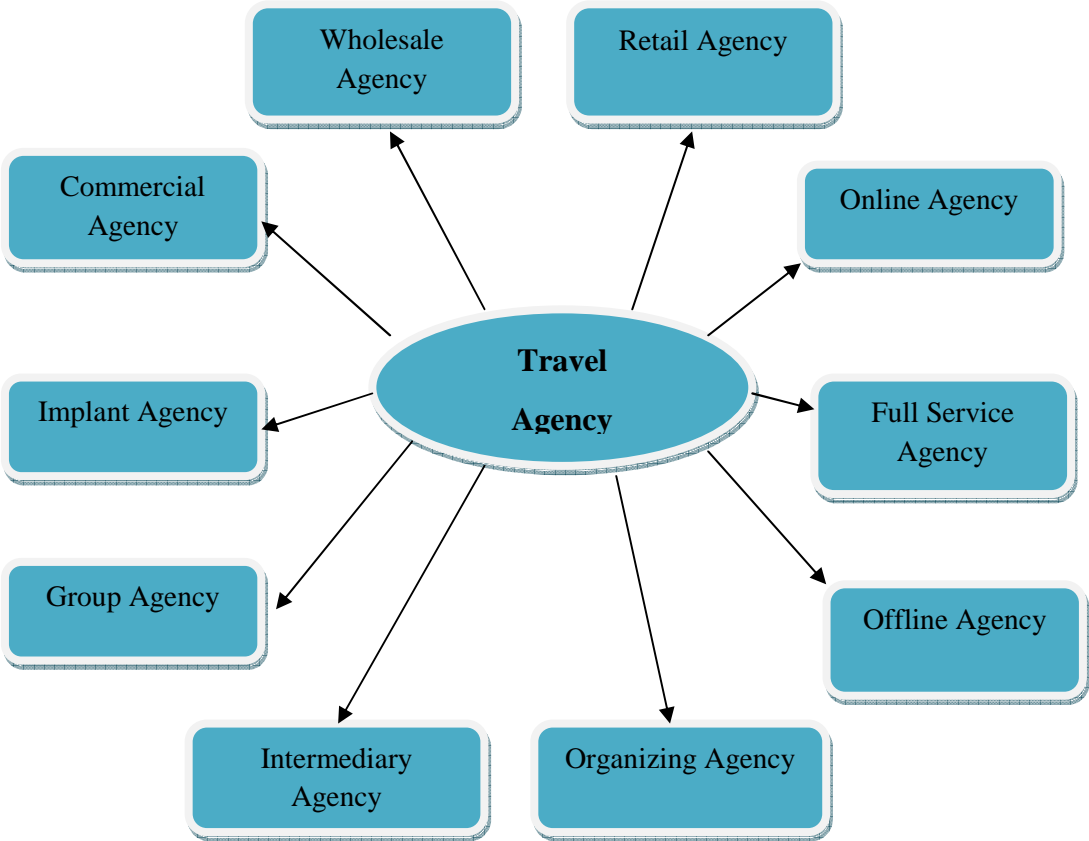 Wholesale
Agency
Retail Agency
Commercial
Agency
Online Agency
Travel
Agency
Implant Agency
Full Service
Agency
Group Agency
Offline Agency
Intermediary
Agency
Organizing Agency